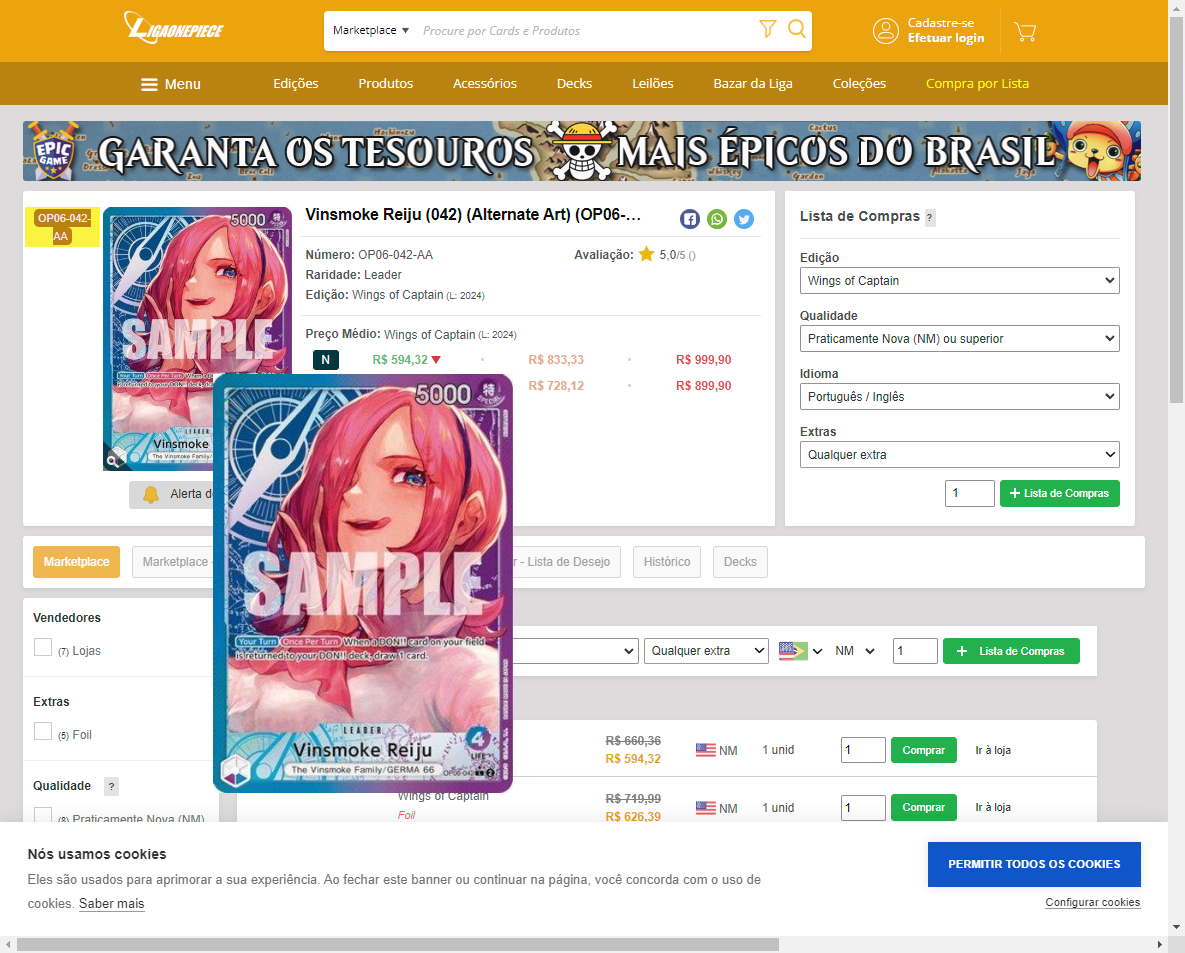 LIGAONEPIECE
Marketplace ▼ Procure por Cards e Produtos
Cadastre-se
Efetuar login
Menu Edições Produtos Acessórios Decks Leilões Bazar da Liga Coleções Compra por Lista
EPIC GAME GARANTA OS TESOUROS MAIS ÉPICOS DO BRASIL
OP06-042-
AA
5000
SAMPLE
Vinsmoke
The Vinsmoke Family/
Alerta de
Vinsmoke Reiju (042) (Alternate Art) (OP06-…
Número: OP06-042-AA
Avaliação: 5,0/5 ()
Raridade: Leader
Edição: Wings of Captain (L: 2024)
Preço Médio: Wings of Captain (L: 2024)
N R$ 594,32 R$ 833,33 R$ 999,90
R$ 728,12 R$ 899,90
Lista de Compras ?
Edição
Wings of Captain
Qualidade
Praticamente Nova (NM) ou superior
Idioma
Português / Inglês
Extras
Qualquer extra
1 + Lista de Compras
Marketplace Marketplace - r - Lista de Desejo Histórico Decks
5000 特 SPECIAL
SAMPLE
Your Turn Once Per Turn When a DON!! card on your field
is returned to your DON!! deck, draw 1 card.
LEADER
Vinsmoke Reiju
4 LIFE
The Vinsmoke Family/GERMA 66
OP06-042
Vendedores
(7) Lojas
Extras
(5) Foil
Qualidade ?
(8) Praticamente Nova (NM)
Qualquer extra NM 1 + Lista de Compras
R$ 660,36
R$ 594,32 NM 1 unid 1 Comprar Ir à loja
Wings of Captain
Foil
R$ 719,99
R$ 626,39 NM 1 unid 1 Comprar Ir à loja
Nós usamos cookies
Eles são usados para aprimorar a sua experiência. Ao fechar este banner ou continuar na página, você concorda com o uso de
cookies. Saber mais
PERMITIR TODOS OS COOKIES
Configurar cookies